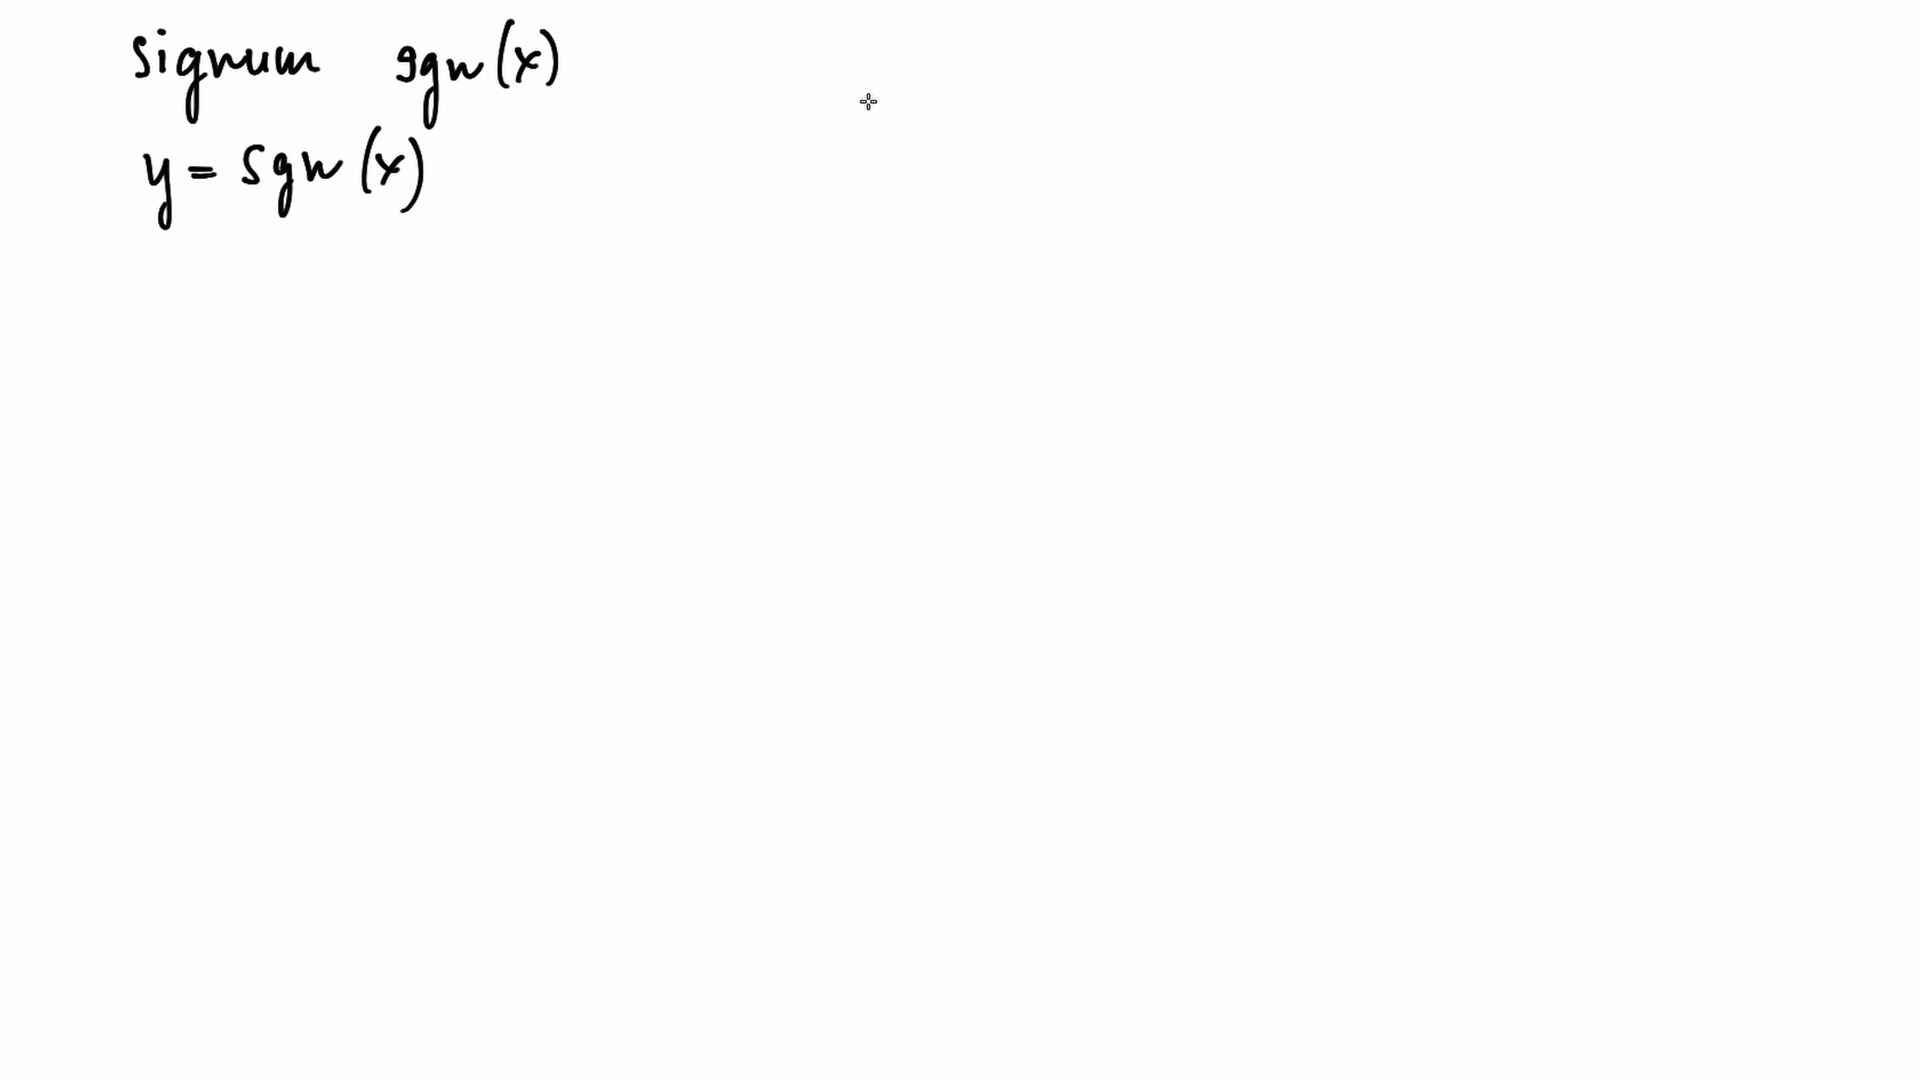 signum sgn(x)
y = sgn(x)